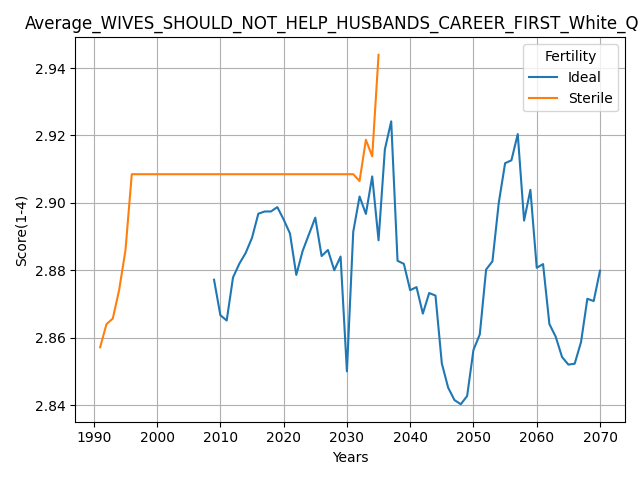 Average_WIVES_SHOULD_NOT_HELP_HUSBANDS_CAREER_FIRST_White_Q
Fertility
Ideal
Sterile
2.94
2.92
2.90
2.88
2.86
2.84
Score(1-4)
1990 2000 2010 2020 2030 2040 2050 2060 2070
Years